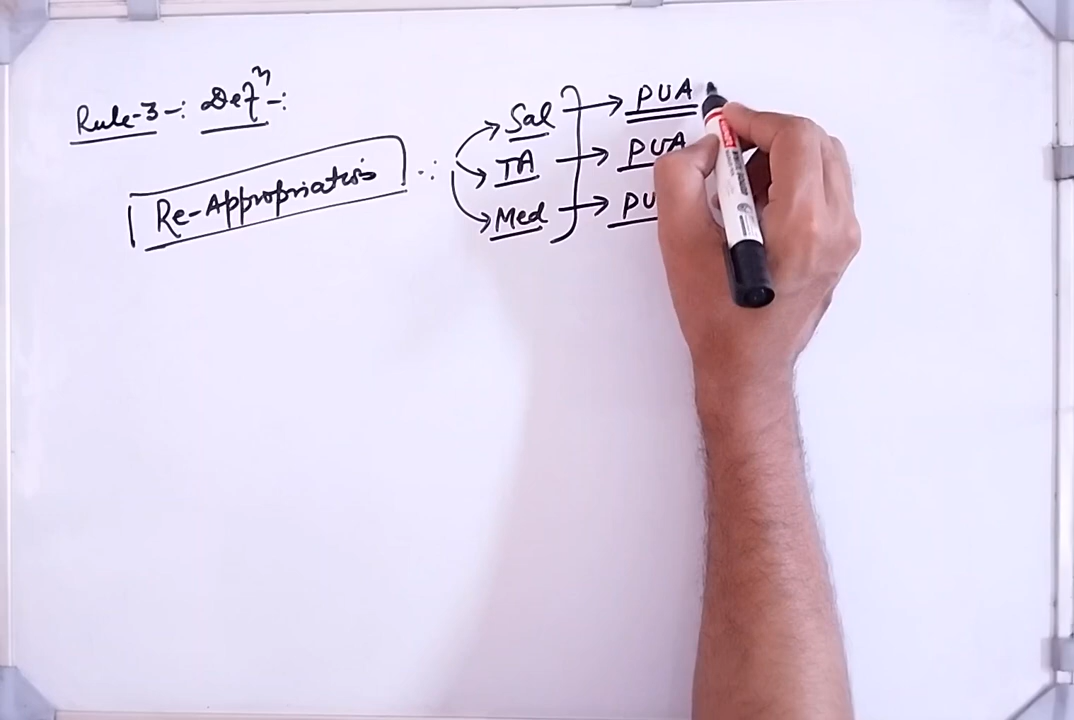 Rule-3-: Defn-:
Re-Appropriation -:
Sal → PUA
TA → PUA
Med → PU